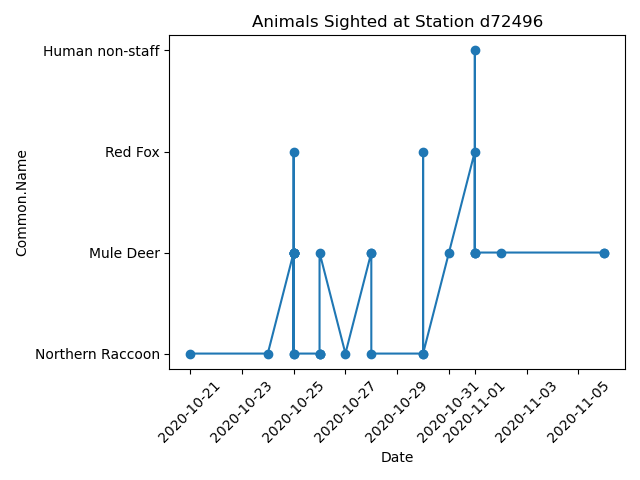 Animals Sighted at Station d72496
Common.Name
Human non-staff
Red Fox
Mule Deer
Northern Raccoon
2020-10-21
2020-10-23
2020-10-25
2020-10-27
2020-10-29
2020-10-31
2020-11-01
2020-11-03
2020-11-05
Date